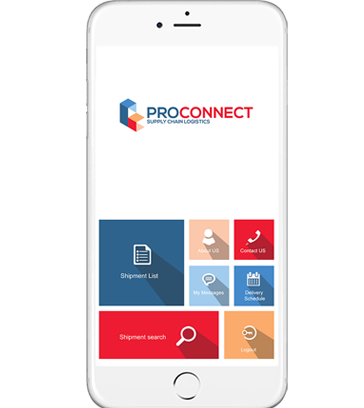 PROCONNECT
SUPPLY CHAIN LOGISTICS
Shipment List
About US
Contact US
My Messages
Delivery
Schedule
Shipment search
Logout